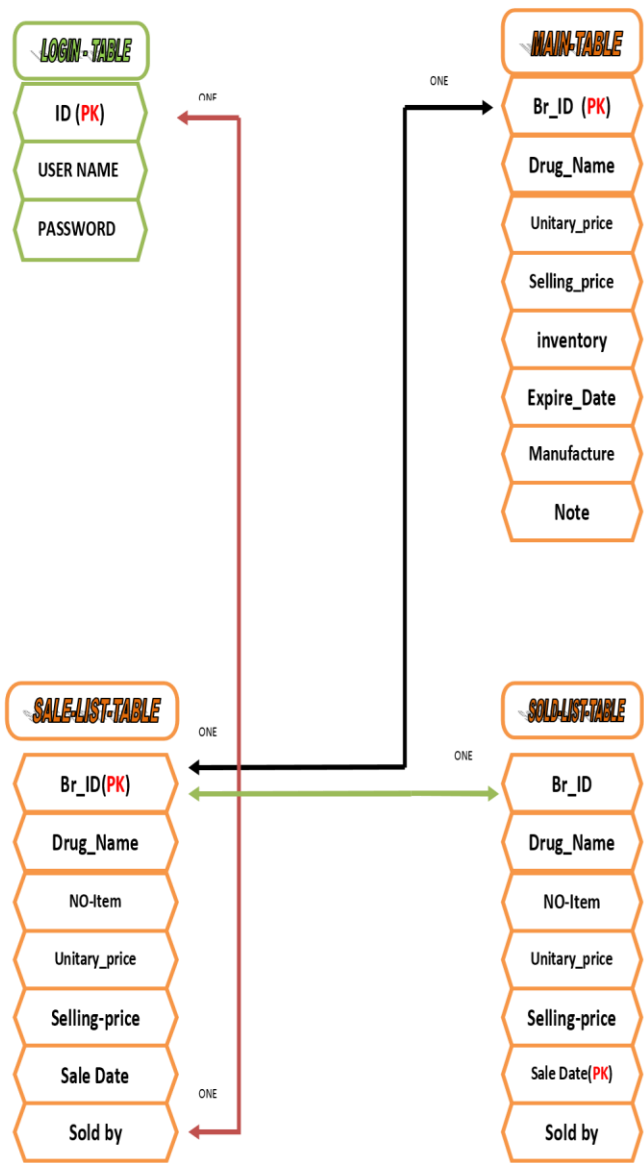 LOGIN - TABLE
ID (PK)
USER NAME
PASSWORD
ONE
ONE
MAIN-TABLE
Br_ID (PK)
Drug_Name
Unitary_price
Selling_price
inventory
Expire_Date
Manufacture
Note
SALE-LIST-TABLE
Br_ID(PK)
Drug_Name
NO-Item
Unitary_price
Selling-price
Sale Date
Sold by
ONE
ONE
ONE
SOLD-LIST-TABLE
Br_ID
Drug_Name
NO-Item
Unitary_price
Selling-price
Sale Date(PK)
Sold by